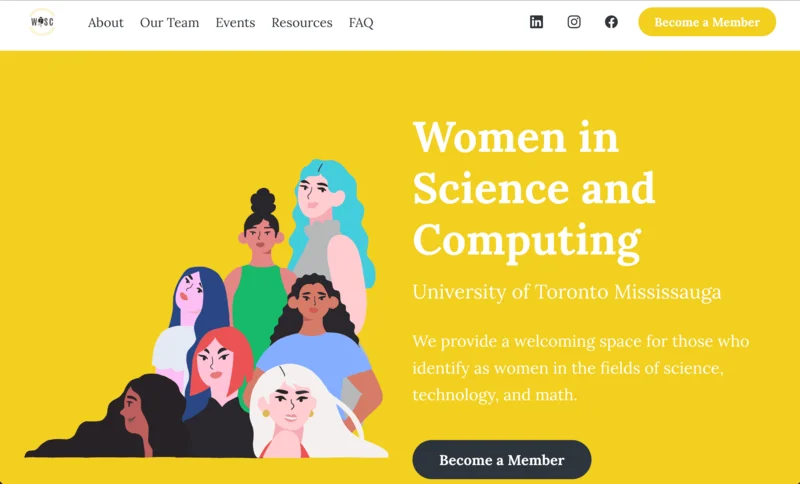 WiSC
About Our Team Events Resources FAQ
Become a Member
Women in
Science and
Computing
University of Toronto Mississauga
We provide a welcoming space for those who
identify as women in the fields of science,
technology, and math.
Become a Member